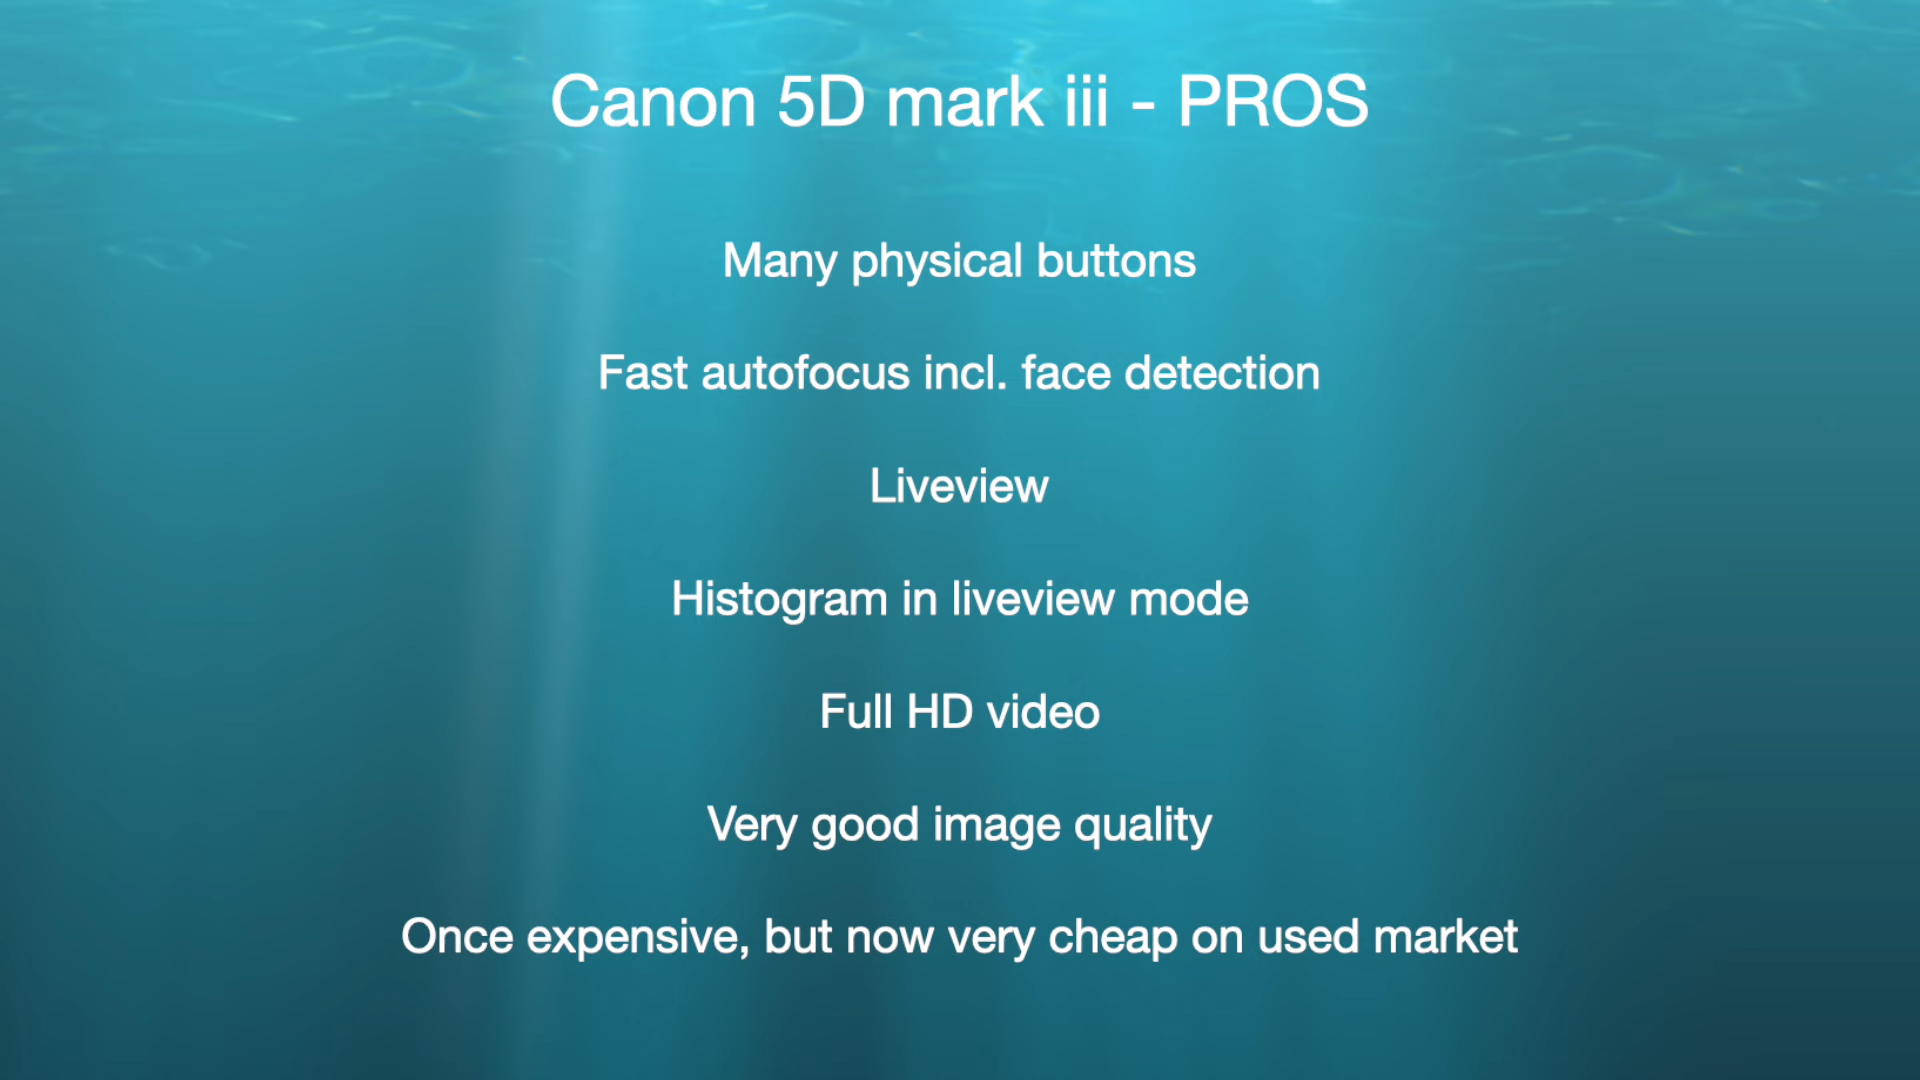 Canon 5D mark iii - PROS
Many physical buttons
Fast autofocus incl. face detection
Liveview
Histogram in liveview mode
Full HD video
Very good image quality
Once expensive, but now very cheap on used market